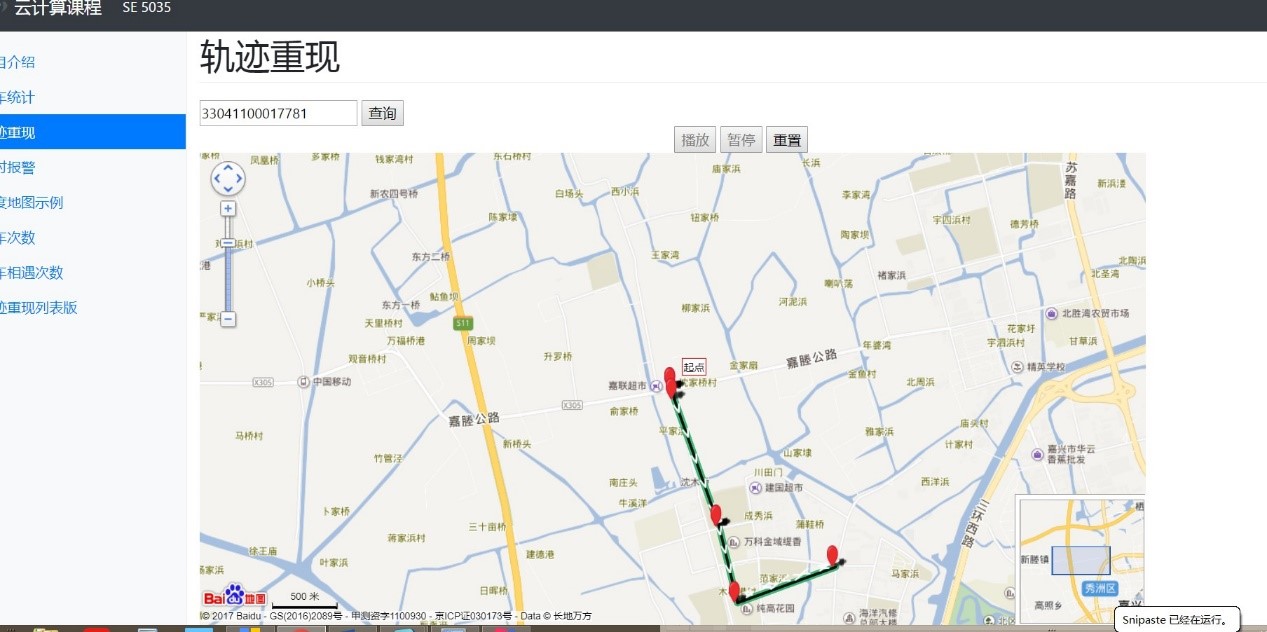 云计算课程 SE 5035
目介绍
车统计
迹重现
时报警
度地图示例
车次数
车相遇次数
迹重现列表版
轨迹重现
33041100017781 查询
播放 暂停 重置
凤凰桥
多家桥
钱家湾村
东石桥村
庙家浜
长浜
苏嘉路
新浜溇
新农四号桥
白场头
西小浜
李家湾
陈家埭
钮家桥
宇四浜村
德芳桥
陶家坝
东方二桥
王家湾
北陶浜
北圣湾
褚家浜
小桥头
喇叭荡
鲇鱼坝
东方一桥
河泥浜
柳家浜
北胜湾农贸市场
天里桥村
S11
花家圩
万福桥港
周家坝
宇泗浜村
甘草浜
年婆湾
升罗桥
嘉塍公路
观音桥村
金家扇
起点
精英学校
金鱼村
北周浜
X305
中国移动
嘉联超市
沈家桥村
X305
俞家桥
嘉塍公路
庙头村
马桥村
平家
雅家浜
新桥头
计家村
嘉兴市华云
香蕉批发
竹管泾
山家埭
川田门
南庄头
沈木
建国超市
西洋浜
牛溪洋
卜家桥
三环西路
成秀浜
蒲鞋桥
三十亩桥
蒋家浜村
万科金域缇香
徐王庙
建德港
新塍镇
叶家浜
范家
马家浜
日晖桥
秀洲区
纯高花园
高照乡
嘉兴
海洋汽修
总部大楼
北区
Bai 地图
500 米
© 2017 Baidu - GS(2016)2089号 - 甲测资字1100930 - 京ICP证030173号 - Data © 长地万方
Snipaste 已经在运行。